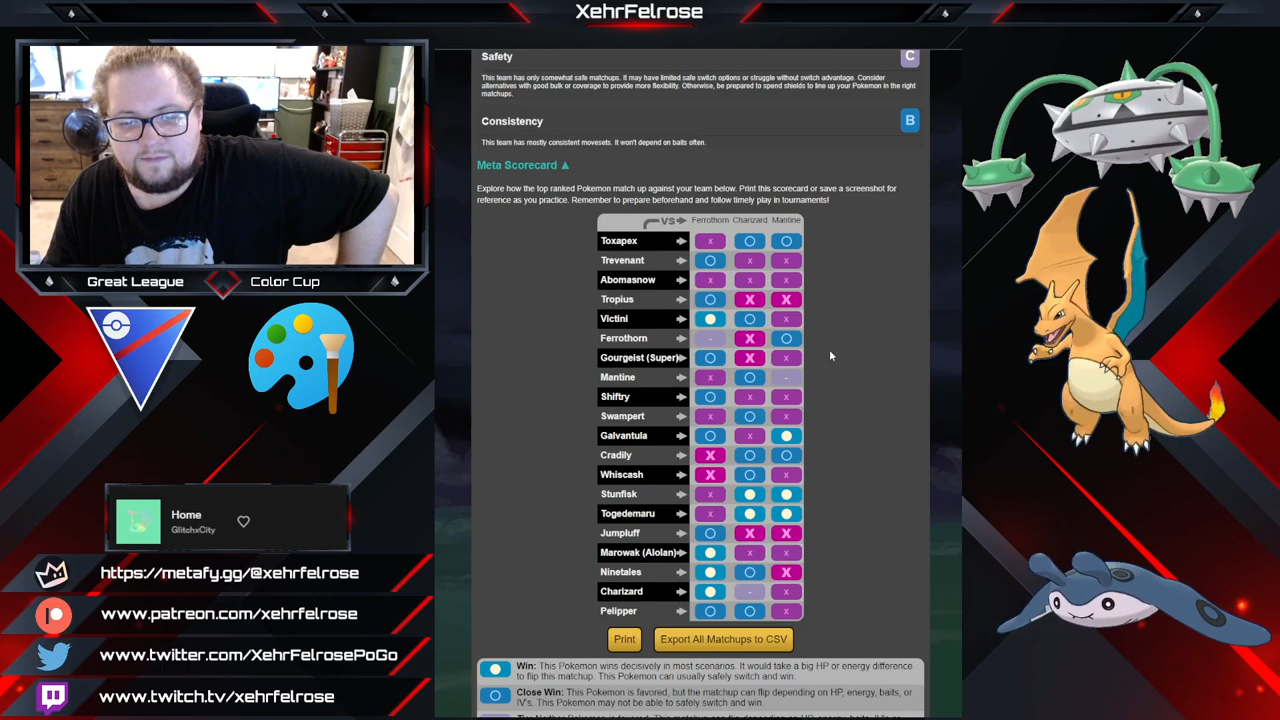 XehrFelrose
Safety
C
This team has only somewhat safe matchups. It may have limited safe switch options or struggle without switch advantage. Consider
alternatives with good bulk or coverage to provide more flexibility. Otherwise, be prepared to spend shields to line up your Pokemon in the right
matchups.
Consistency
B
This team has mostly consistent movesets. It won't depend on baits often.
Meta Scorecard ▲
Explore how the top ranked Pokemon match up against your team below. Print this scorecard or save a screenshot for
reference as you practice. Remember to prepare beforehand and follow timely play in tournaments!
VS Ferrothorn Charizard Mantine
Toxapex x O O
Trevenant O x x
Abomasnow x x x
Tropius O X X
Victini O x
Ferrothorn - X O
Gourgeist (Super) O X x
Mantine x O -
Shiftry O x x
Swampert x O x
Galvantula O x
Cradily X O O
Whiscash X O x
Stunfisk x
Togedemaru x
Jumpluff O X X
Marowak (Alolan) x x
Ninetales O X
Charizard - x
Pelipper O O x
Print
Export All Matchups to CSV
Win: This Pokemon wins decisively in most scenarios. It would take a big HP or energy difference
to flip this matchup. This Pokemon can usually safely switch and win.
Close Win: This Pokemon is favored, but the matchup can flip depending on HP, energy, baits, or
IV's. This Pokemon may not be able to safely switch and win.
Great League
Color Cup
Home
GlitchxCity
https://metafy.gg/@xehrfelrose
www.patreon.com/xehrfelrose
www.twitter.com/XehrFelrosePoGo
www.twitch.tv/xehrfelrose